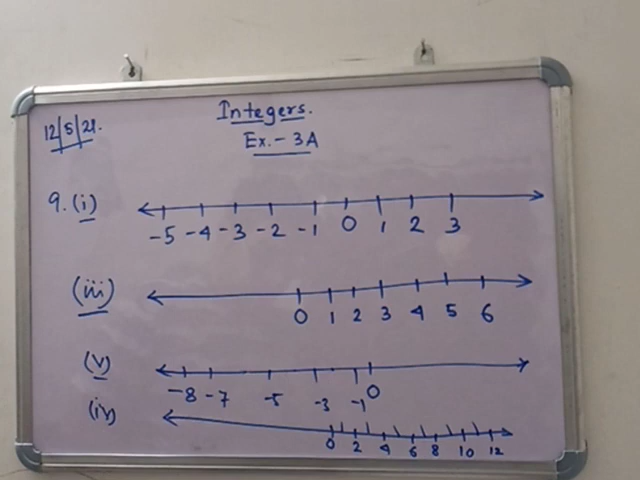 Integers.
12/5/21.
Ex. - 3A
9. (i)
-5 -4 -3 -2 -1 0 1 2 3
(iii)
0 1 2 3 4 5 6
(v)
-8 -7 -5 -3 -1 0
(iv)
0 2 4 6 8 10 12